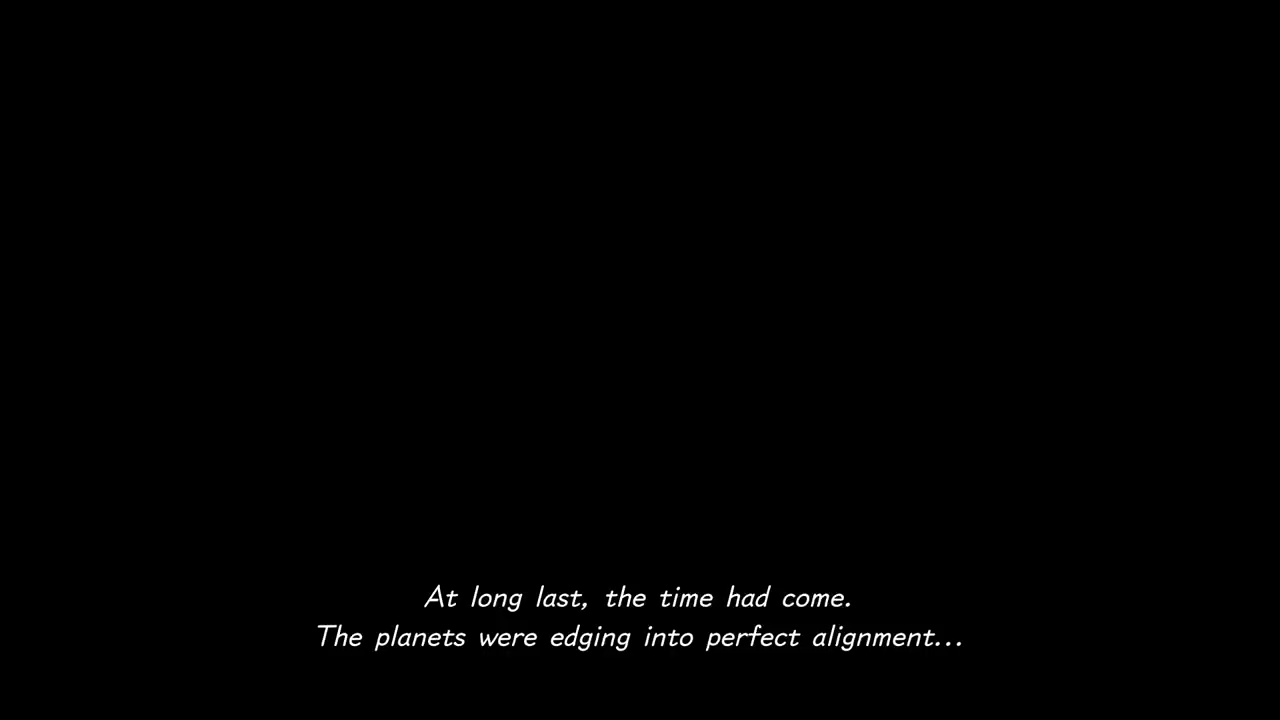 At long last, the time had come.
The planets were edging into perfect alignment...